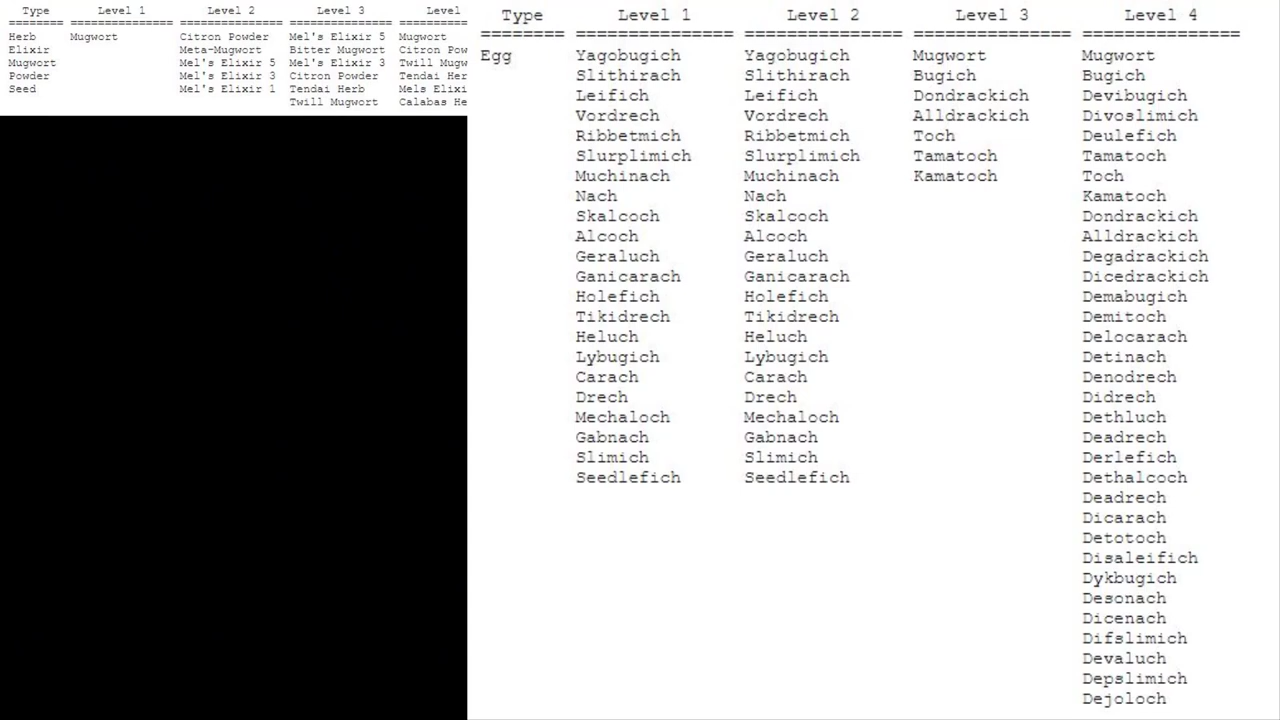 Type Level 1 Level 2 Level 3 Level
======== =============== =============== =============== ==========
Herb Mugwort Citron Powder Mel's Elixir 5 Mugwort
Elixir Meta-Mugwort Bitter Mugwort Citron Pow
Mugwort Mel's Elixir 5 Mel's Elixir 3 Twill Mugw
Powder Mel's Elixir 3 Citron Powder Tendai Her
Seed Mel's Elixir 1 Tendai Herb Mels Elixi
Twill Mugwort Calabas He
Type Level 1 Level 2 Level 3 Level 4
======== =============== =============== =============== ===============
Egg Yagobugich Yagobugich Mugwort Mugwort
Slithirach Slithirach Bugich Bugich
Leifich Leifich Dondrackich Devibugich
Vordrech Vordrech Alldrackich Divoslimich
Ribbetmich Ribbetmich Toch Deulefich
Slurplimich Slurplimich Tamatoch Tamatoch
Muchinach Muchinach Kamatoch Toch
Nach Nach Kamatoch
Skalcoch Skalcoch Dondrackich
Alcoch Alcoch Alldrackich
Geraluch Geraluch Degadrackich
Ganicarach Ganicarach Dicedrackich
Holefich Holefich Demabugich
Tikidrech Tikidrech Demitoch
Heluch Heluch Delocarach
Lybugich Lybugich Detinach
Carach Carach Denodrech
Drech Drech Didrech
Mechaloch Mechaloch Dethluch
Gabnach Gabnach Deadrech
Slimich Slimich Derlefich
Seedlefich Seedlefich Dethalcoch
Deadrech
Dicarach
Detotoch
Disaleifich
Dykbugich
Desonach
Dicenach
Difslimich
Devaluch
Depslimich
Dejoloch